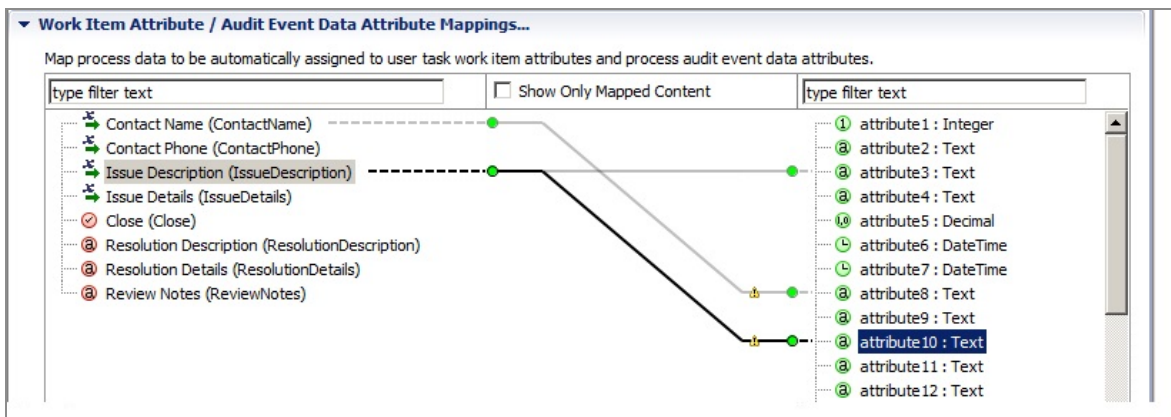 Work Item Attribute / Audit Event Data Attribute Mappings...
Map process data to be automatically assigned to user task work item attributes and process audit event data attributes.
type filter text
Show Only Mapped Content
type filter text
Contact Name (ContactName)
Contact Phone (ContactPhone)
Issue Description (IssueDescription)
Issue Details (IssueDetails)
Close (Close)
Resolution Description (ResolutionDescription)
Resolution Details (ResolutionDetails)
Review Notes (ReviewNotes)
attribute1 : Integer
attribute2 : Text
attribute3 : Text
attribute4 : Text
attribute5 : Decimal
attribute6 : DateTime
attribute7 : DateTime
attribute8 : Text
attribute9 : Text
attribute10 : Text
attribute11 : Text
attribute12 : Text